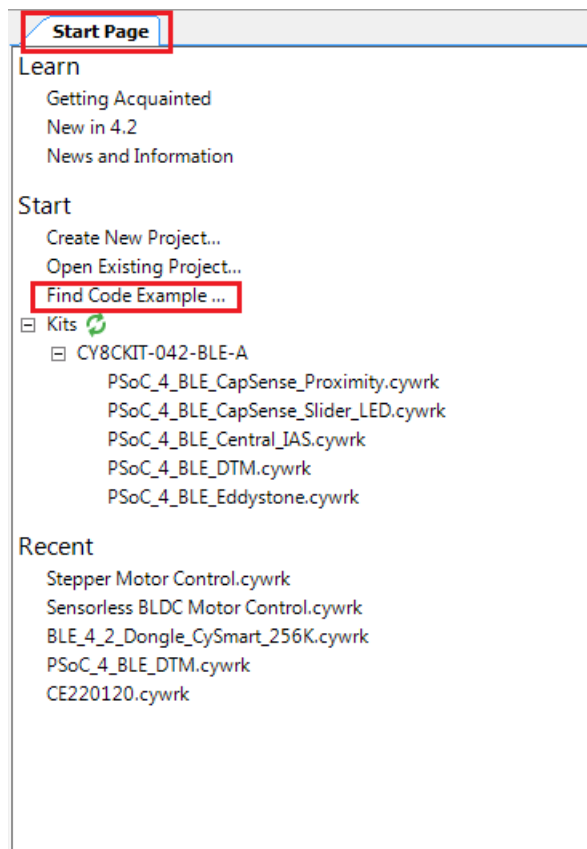 Start Page
Learn
Getting Acquainted
New in 4.2
News and Information
Start
Create New Project...
Open Existing Project...
Find Code Example ...
Kits
CY8CKIT-042-BLE-A
PSoC_4_BLE_CapSense_Proximity.cywrk
PSoC_4_BLE_CapSense_Slider_LED.cywrk
PSoC_4_BLE_Central_IAS.cywrk
PSoC_4_BLE_DTM.cywrk
PSoC_4_BLE_Eddystone.cywrk
Recent
Stepper Motor Control.cywrk
Sensorless BLDC Motor Control.cywrk
BLE_4_2_Dongle_CySmart_256K.cywrk
PSoC_4_BLE_DTM.cywrk
CE220120.cywrk